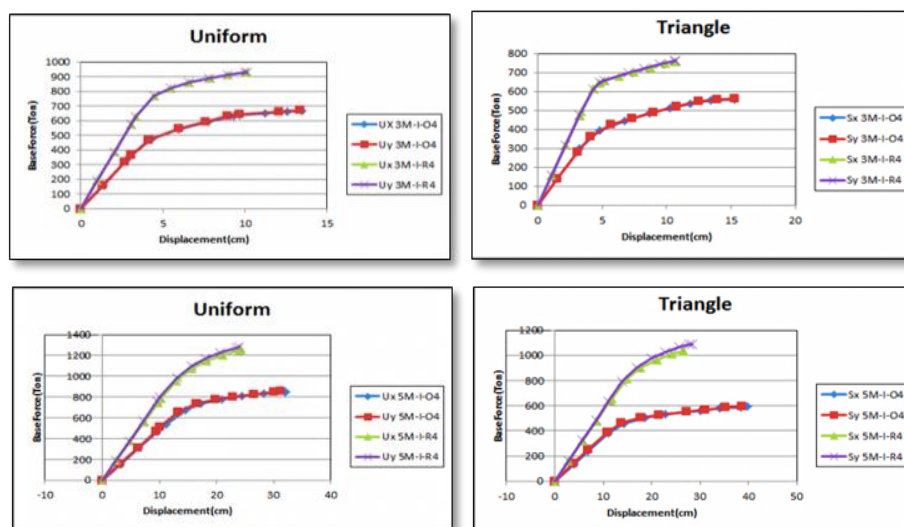 Uniform
BaseForce(Ton)
1000
900
800
700
600
500
400
300
200
100
0
0 5 10 15
Displacement(cm)
UX 3M-I-O4
Uy 3M-I-O4
Ux 3M-I-R4
Uy 3M-I-R4
Triangle
BaseForce(Ton)
800
700
600
500
400
300
200
100
0
0 5 10 15 20
Displacement(cm)
Sx 3M-I-O4
Sy 3M-I-O4
Sx 3M-I-R4
Sy 3M-I-R4
Uniform
BaseForce(Ton)
1400
1200
1000
800
600
400
200
0
-10 0 10 20 30 40
Displacement(cm)
Ux 5M-I-O4
Uy 5M-I-O4
Ux 5M-I-R4
Uy 5M-I-R4
Triangle
BaseForce(Ton)
1200
1000
800
600
400
200
0
-10 0 10 20 30 40 50
Displacement(cm)
Sx 5M-I-O4
Sy 5M-I-O4
Sx 5M-I-R4
Sy 5M-I-R4